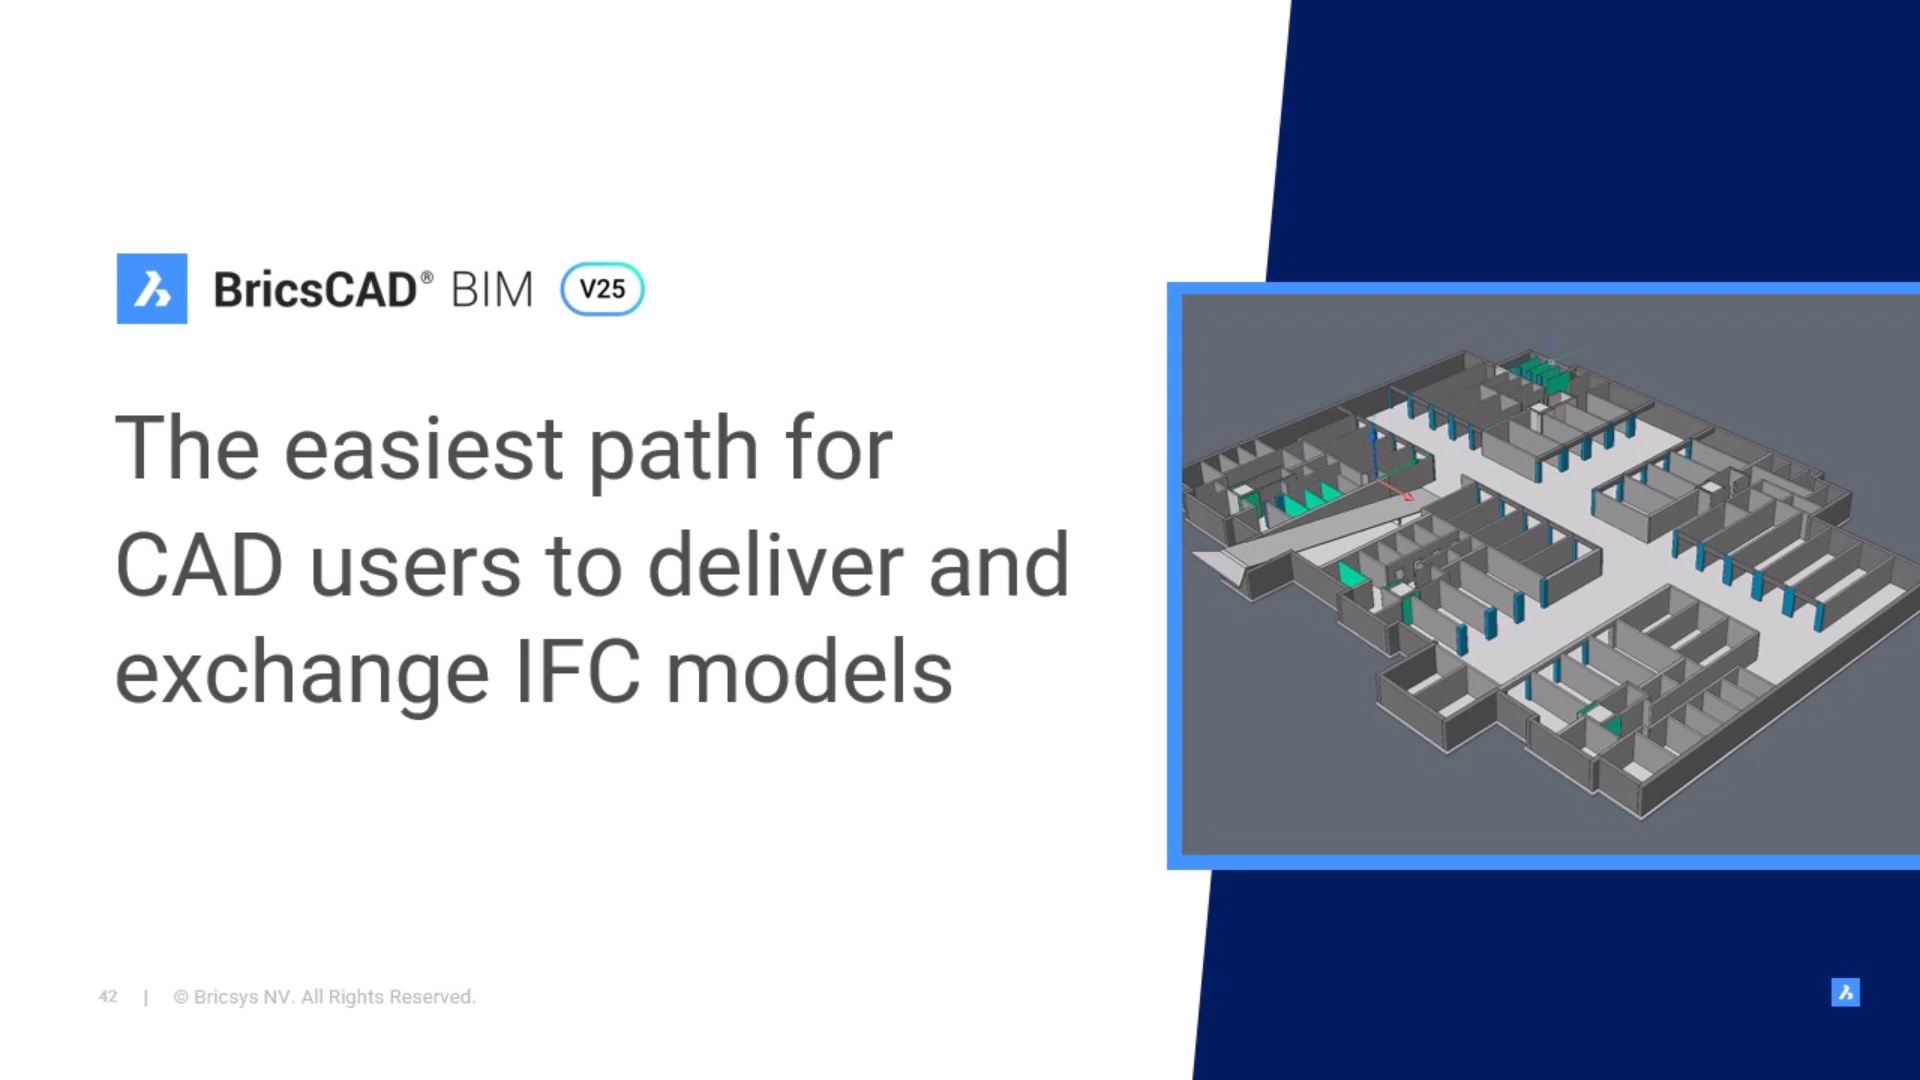 BricsCAD® BIM V25
The easiest path for
CAD users to deliver and
exchange IFC models
42 | © Bricsys NV. All Rights Reserved.